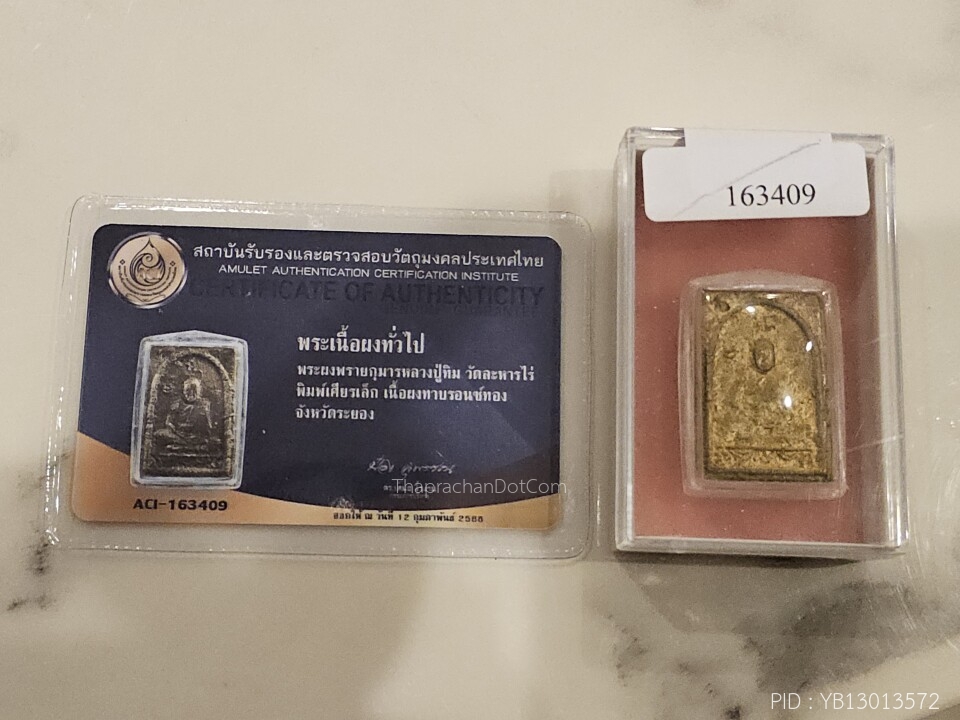 สถาบันรับรองและตรวจสอบวัตถุมงคลประเทศไทย
AMULET AUTHENTICATION CERTIFICATION INSTITUTE
CERTIFICATE OF AUTHENTICITY
GENUINE GUARANTEE
พระเนื้อผงทั่วไป
พระผงพรายกุมารหลวงปู่ทิม วัดละหารไร่
พิมพ์เศียรเล็ก เนื้อผงทาบรอนซ์ทอง
จังหวัดระยอง
ThaprachanDotCom
ACI-163409
ออกให้ ณ วันที่ 12 กุมภาพันธ์ 2566
163409
PID : YB13013572